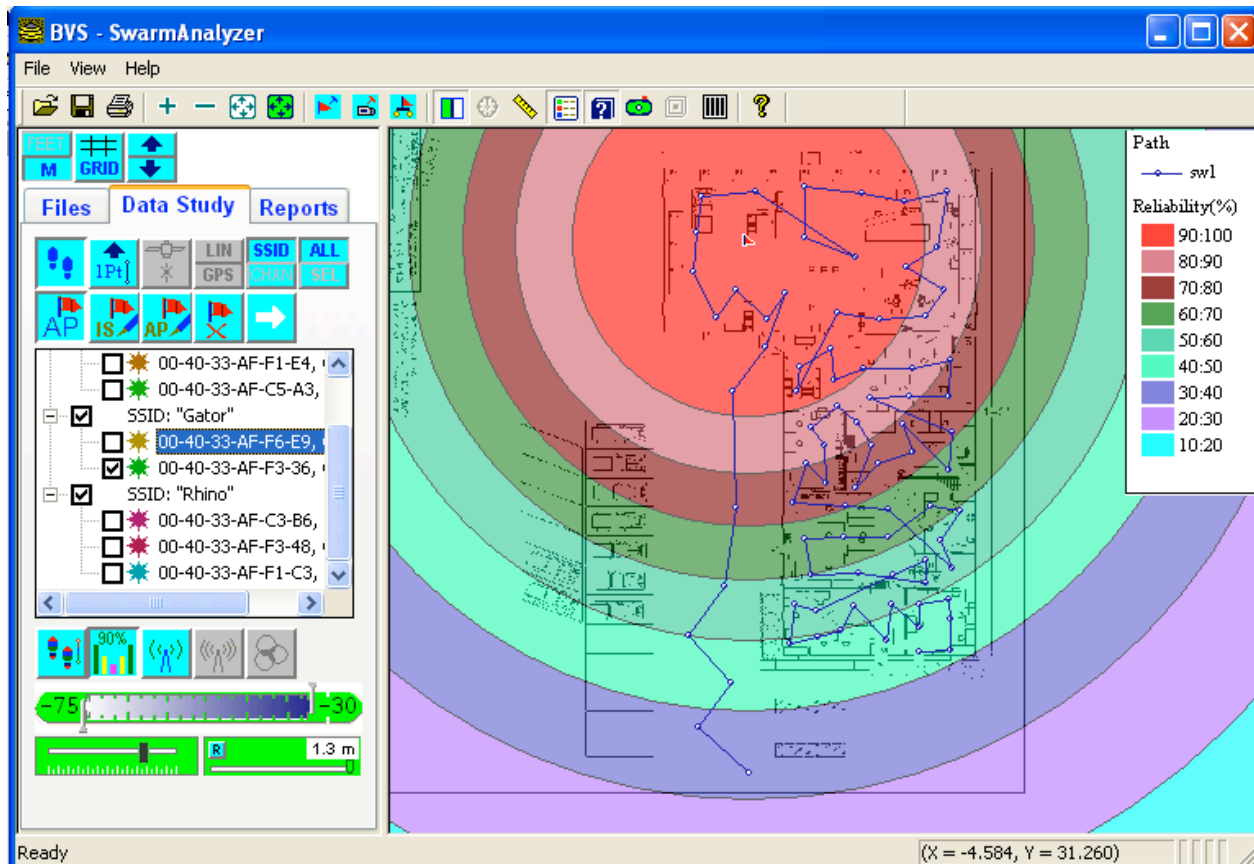 BVS - SwarmAnalyzer
File View Help
FEET
M
GRID
Files Data Study Reports
1Pt
LIN
GPS
SSID
CHAN
ALL
SEL
AP
IS
AP
00-40-33-AF-F1-E4,
00-40-33-AF-C5-A3,
SSID: "Gator"
00-40-33-AF-F6-E9,
00-40-33-AF-F3-36,
SSID: "Rhino"
00-40-33-AF-C3-B6,
00-40-33-AF-F3-48,
00-40-33-AF-F1-C3,
90%
-75
-30
R
1.3 m
Path
sw1
Reliability(%)
90:100
80:90
70:80
60:70
50:60
40:50
30:40
20:30
10:20
Ready
(X = -4.584, Y = 31.260)